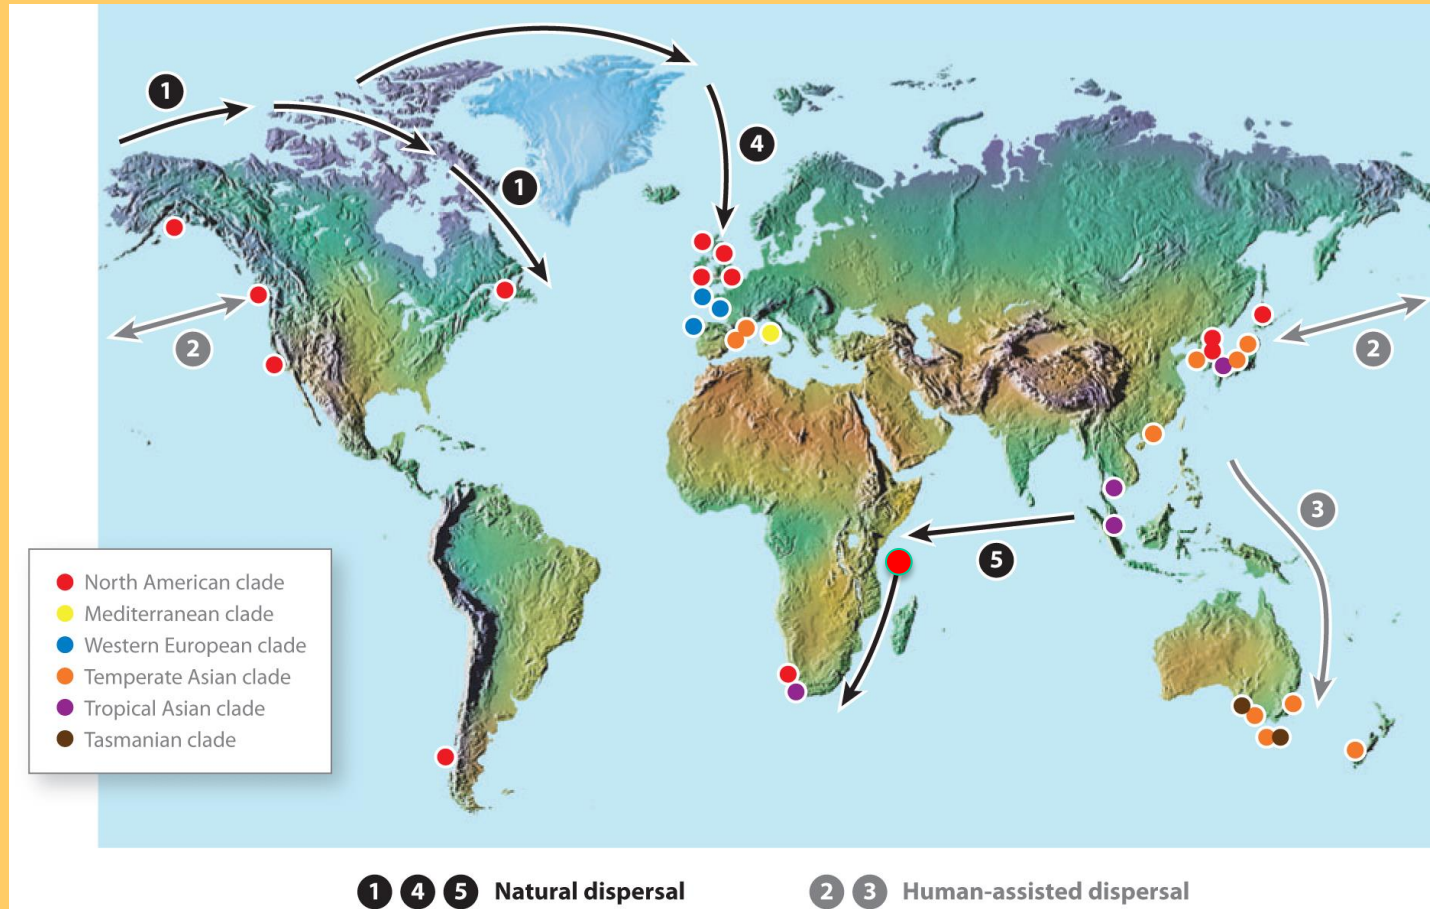 1
1
4
2
2
3
5
North American clade
Mediterranean clade
Western European clade
Temperate Asian clade
Tropical Asian clade
Tasmanian clade
1 4 5 Natural dispersal
2 3 Human-assisted dispersal